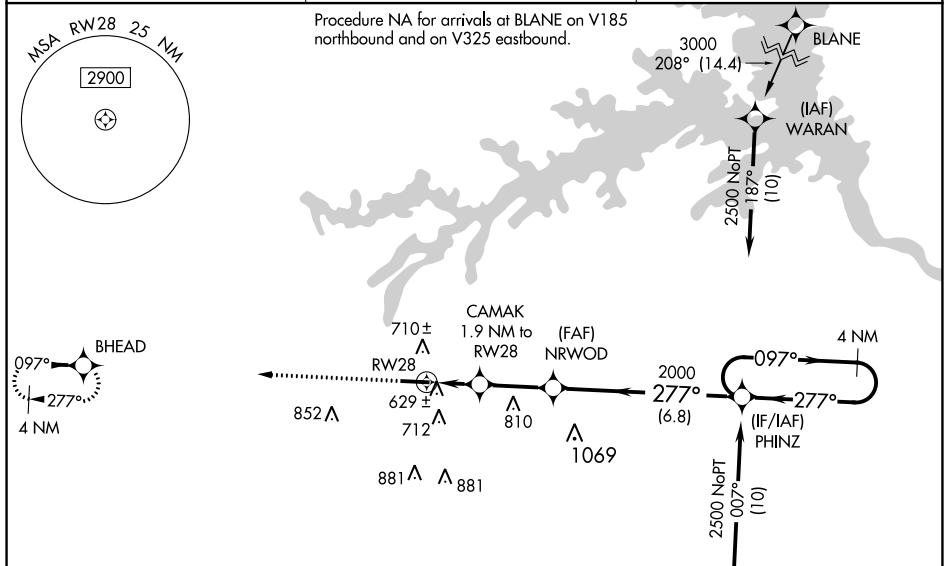 MSA RW28 25 NM
2900
Procedure NA for arrivals at BLANE on V185
northbound and on V325 eastbound.
BLANE
3000
208° (14.4)
(IAF)
WARAN
2500 NoPT
187°
(10)
BHEAD
097°
277°
4 NM
710±
RW28
629±
852
712
881
881
CAMAK
1.9 NM to
RW28
(FAF)
NRWOD
810
1069
2000
277°
(6.8)
097°
4 NM
277°
(IF/IAF)
PHINZ
2500 NoPT
007°
(10)